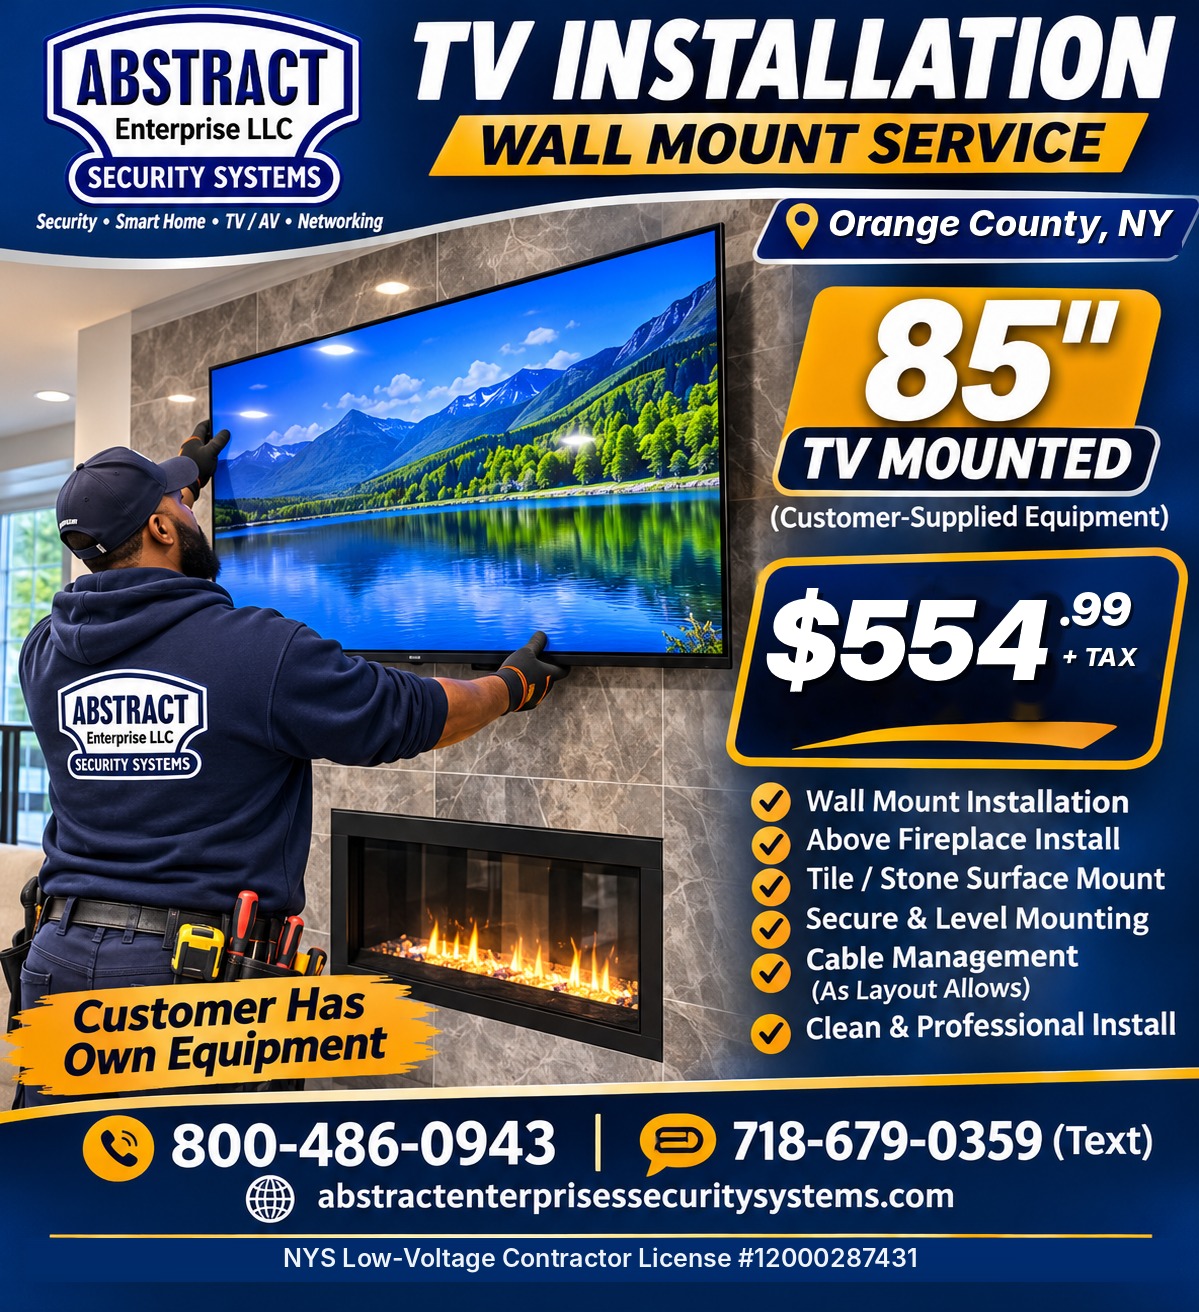 ABSTRACT
Enterprise LLC
SECURITY SYSTEMS
Security • Smart Home • TV / AV • Networking
TV INSTALLATION
WALL MOUNT SERVICE
Orange County, NY
85"
TV MOUNTED
(Customer-Supplied Equipment)
$554.99
+ TAX
ABSTRACT
Enterprise LLC
SECURITY SYSTEMS
Wall Mount Installation
Above Fireplace Install
Tile / Stone Surface Mount
Secure & Level Mounting
Cable Management
(As Layout Allows)
Clean & Professional Install
Customer Has
Own Equipment
800-486-0943
718-679-0359 (Text)
abstractenterprisessecuritysystems.com
NYS Low-Voltage Contractor License #12000287431